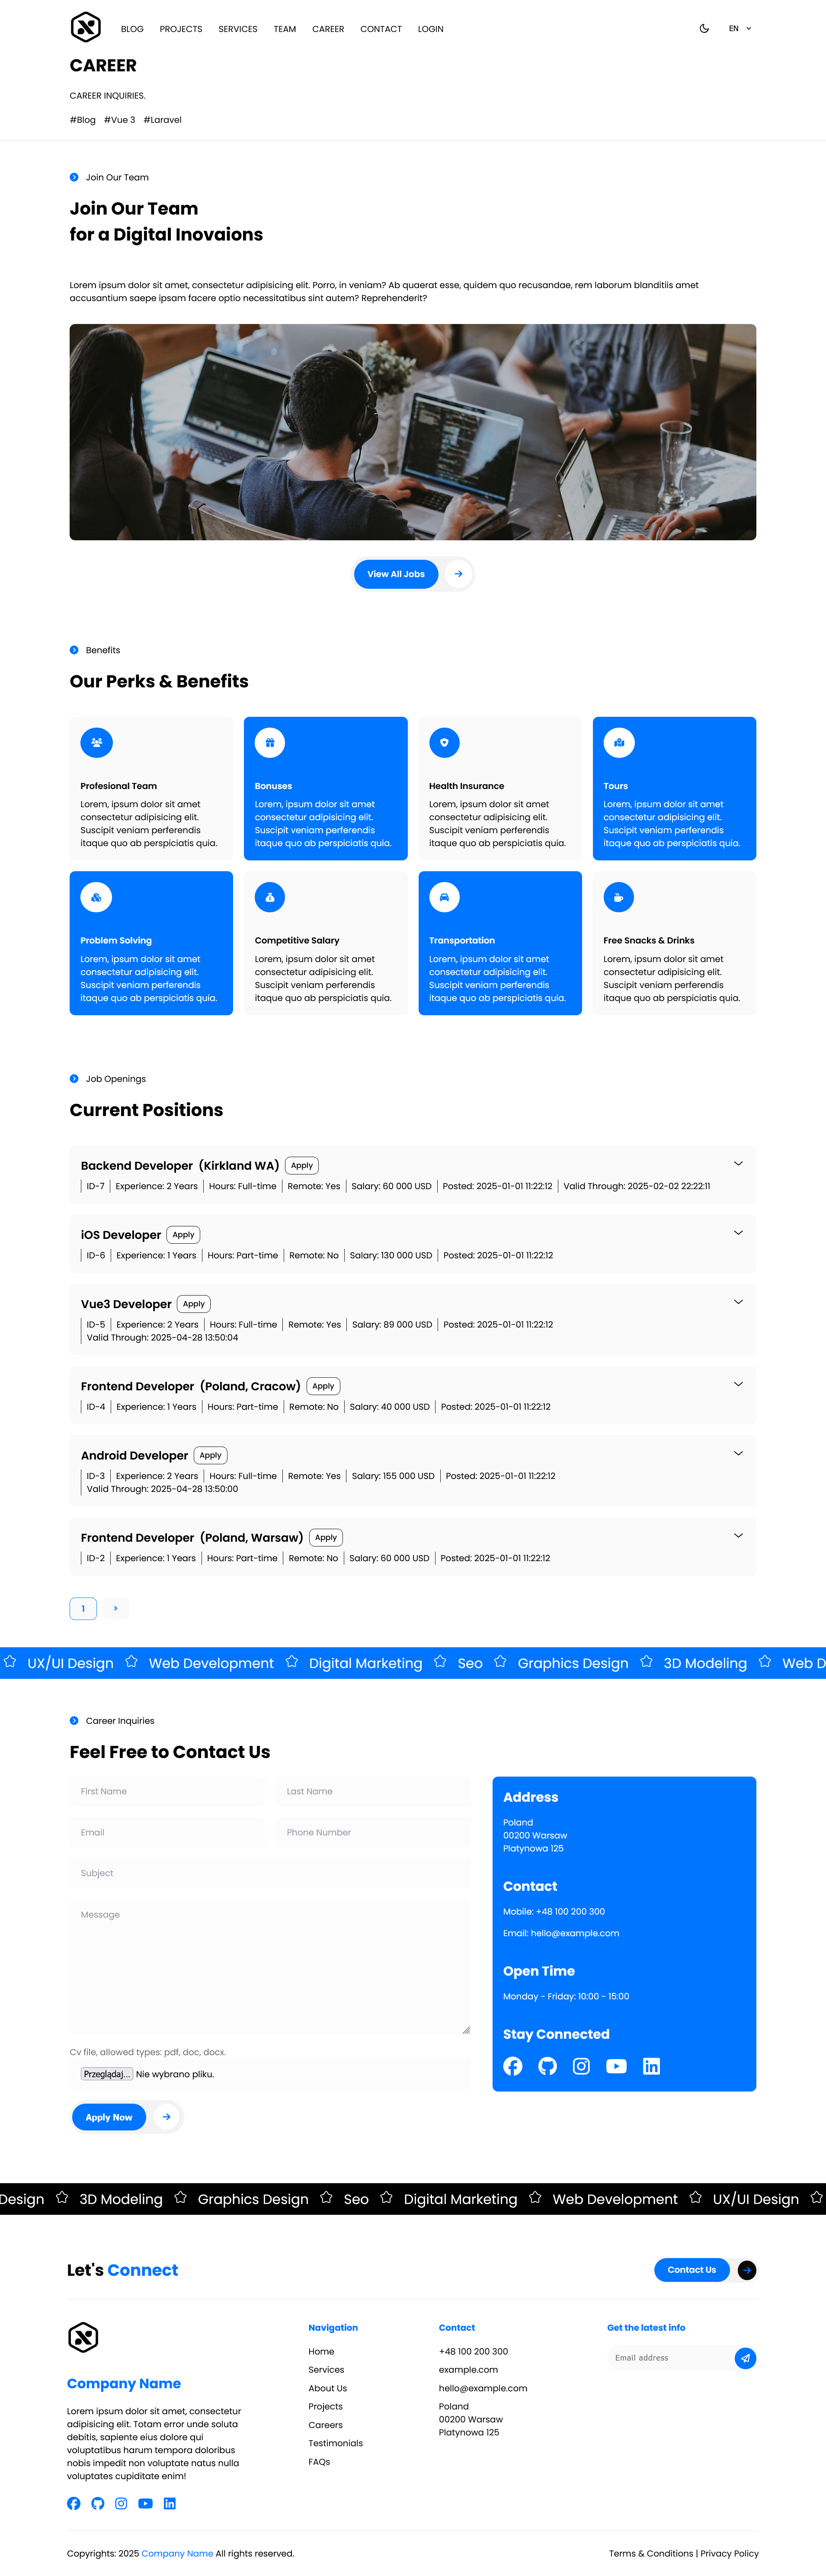 BLOG PROJECTS SERVICES TEAM CAREER CONTACT LOGIN EN
CAREER
CAREER INQUIRIES.
#Blog #Vue 3 #Laravel
Join Our Team
Join Our Team
for a Digital Inovaions
Lorem ipsum dolor sit amet, consectetur adipisicing elit. Porro, in veniam? Ab quaerat esse, quidem quo recusandae, rem laborum blanditiis amet
accusantium saepe ipsam facere optio necessitatibus sint autem? Reprehenderit?
View All Jobs
Benefits
Our Perks & Benefits
Profesional Team
Lorem, ipsum dolor sit amet
consectetur adipisicing elit.
Suscipit veniam perferendis
itaque quo ab perspiciatis quia.
Bonuses
Lorem, ipsum dolor sit amet
consectetur adipisicing elit.
Suscipit veniam perferendis
itaque quo ab perspiciatis quia.
Health Insurance
Lorem, ipsum dolor sit amet
consectetur adipisicing elit.
Suscipit veniam perferendis
itaque quo ab perspiciatis quia.
Tours
Lorem, ipsum dolor sit amet
consectetur adipisicing elit.
Suscipit veniam perferendis
itaque quo ab perspiciatis quia.
Problem Solving
Lorem, ipsum dolor sit amet
consectetur adipisicing elit.
Suscipit veniam perferendis
itaque quo ab perspiciatis quia.
Competitive Salary
Lorem, ipsum dolor sit amet
consectetur adipisicing elit.
Suscipit veniam perferendis
itaque quo ab perspiciatis quia.
Transportation
Lorem, ipsum dolor sit amet
consectetur adipisicing elit.
Suscipit veniam perferendis
itaque quo ab perspiciatis quia.
Free Snacks & Drinks
Lorem, ipsum dolor sit amet
consectetur adipisicing elit.
Suscipit veniam perferendis
itaque quo ab perspiciatis quia.
Job Openings
Current Positions
Backend Developer (Kirkland WA) Apply
ID-7 Experience: 2 Years Hours: Full-time Remote: Yes Salary: 60 000 USD Posted: 2025-01-01 11:22:12 Valid Through: 2025-02-02 22:22:11
iOS Developer Apply
ID-6 Experience: 1 Years Hours: Part-time Remote: No Salary: 130 000 USD Posted: 2025-01-01 11:22:12
Vue3 Developer Apply
ID-5 Experience: 2 Years Hours: Full-time Remote: Yes Salary: 89 000 USD Posted: 2025-01-01 11:22:12
Valid Through: 2025-04-28 13:50:04
Frontend Developer (Poland, Cracow) Apply
ID-4 Experience: 1 Years Hours: Part-time Remote: No Salary: 40 000 USD Posted: 2025-01-01 11:22:12
Android Developer Apply
ID-3 Experience: 2 Years Hours: Full-time Remote: Yes Salary: 155 000 USD Posted: 2025-01-01 11:22:12
Valid Through: 2025-04-28 13:50:00
Frontend Developer (Poland, Warsaw) Apply
ID-2 Experience: 1 Years Hours: Part-time Remote: No Salary: 60 000 USD Posted: 2025-01-01 11:22:12
1 >
UX/UI Design Web Development Digital Marketing Seo Graphics Design 3D Modeling Web D
Career Inquiries
Feel Free to Contact Us
First Name Last Name
Email Phone Number
Subject
Message
Cv file, allowed types: pdf, doc, docx.
Przeglądaj... Nie wybrano pliku.
Apply Now
Address
Poland
00200 Warsaw
Platynowa 125
Contact
Mobile: +48 100 200 300
Email: hello@example.com
Open Time
Monday - Friday: 10:00 - 15:00
Stay Connected
Design 3D Modeling Graphics Design Seo Digital Marketing Web Development UX/UI Design
Let's Connect
Contact Us
Company Name
Lorem ipsum dolor sit amet, consectetur
adipisicing elit. Totam error unde soluta
debitis, sapiente eius dolore qui
voluptatibus harum tempora doloribus
nobis impedit non voluptate natus nulla
voluptates cupiditate enim!
Navigation
Home
Services
About Us
Projects
Careers
Testimonials
FAQs
Contact
+48 100 200 300
example.com
hello@example.com
Poland
00200 Warsaw
Platynowa 125
Get the latest info
Email address
Copyrights: 2025 Company Name All rights reserved.
Terms & Conditions | Privacy Policy